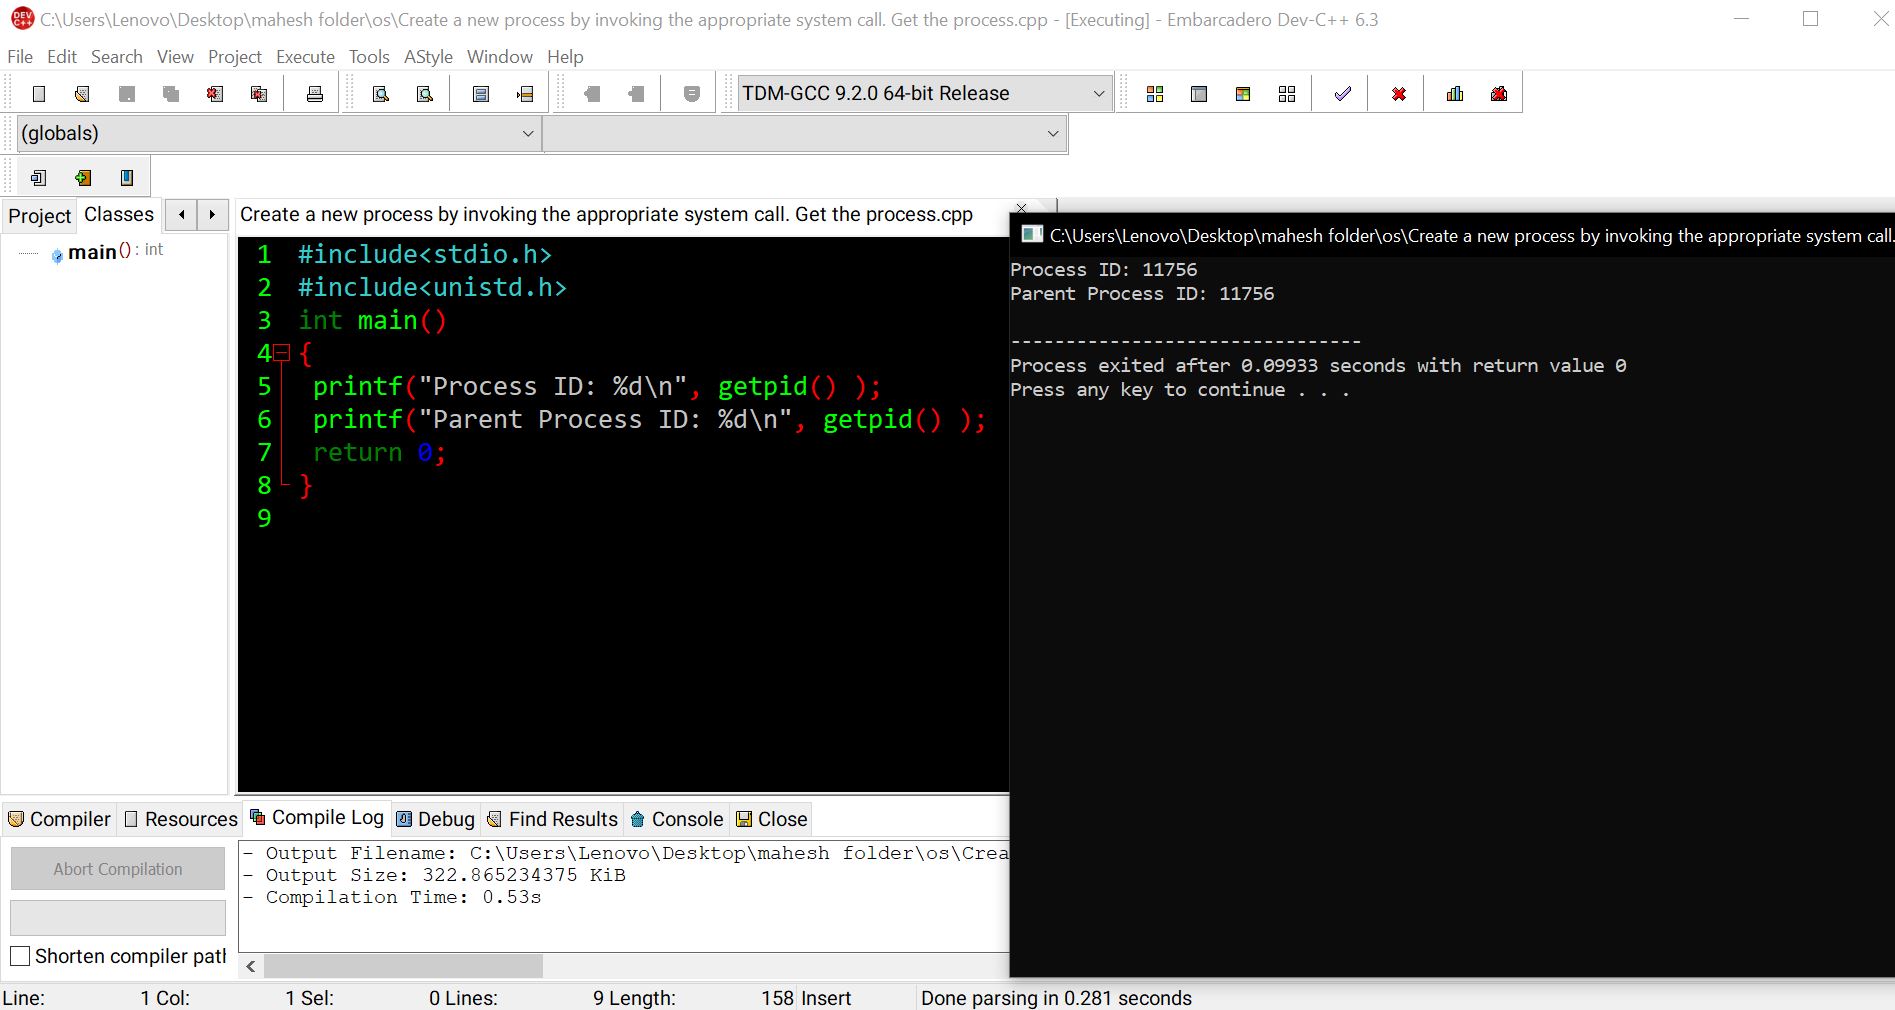 C:\Users\Lenovo\Desktop\mahesh folder\os\Create a new process by invoking the appropriate system call. Get the process.cpp - [Executing] - Embarcadero Dev-C++ 6.3
File Edit Search View Project Execute Tools AStyle Window Help
TDM-GCC 9.2.0 64-bit Release
(globals)
Project Classes
Create a new process by invoking the appropriate system call. Get the process.cpp
main() : int
1 #include<stdio.h>
2 #include<unistd.h>
3 int main()
4 {
5 printf("Process ID: %d\n", getpid() );
6 printf("Parent Process ID: %d\n", getpid() );
7 return 0;
8 }
9
C:\Users\Lenovo\Desktop\mahesh folder\os\Create a new process by invoking the appropriate system call.
Process ID: 11756
Parent Process ID: 11756
--------------------------------
Process exited after 0.09933 seconds with return value 0
Press any key to continue . . .
Compiler Resources Compile Log Debug Find Results Console Close
Abort Compilation
Shorten compiler path
- Output Filename: C:\Users\Lenovo\Desktop\mahesh folder\os\Crea
- Output Size: 322.865234375 KiB
- Compilation Time: 0.53s
Line: 1 Col: 1 Sel: 0 Lines: 9 Length: 158 Insert Done parsing in 0.281 seconds